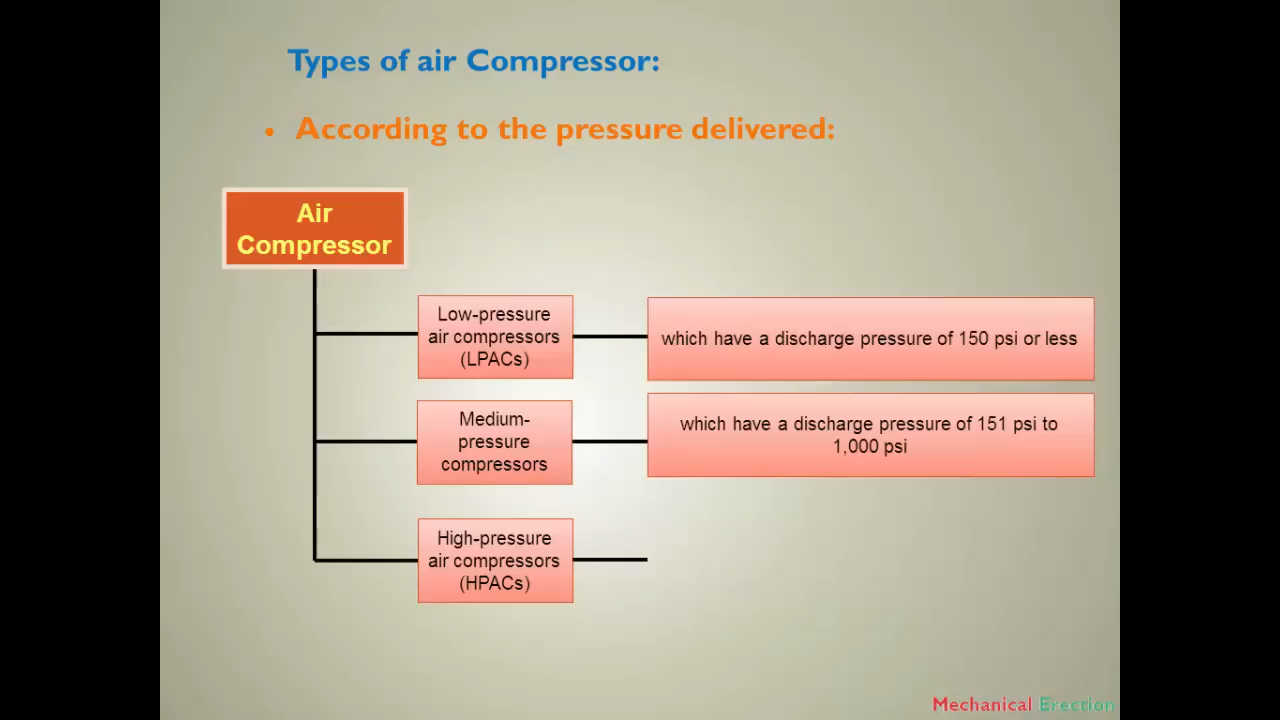 Types of air Compressor:
• According to the pressure delivered:
Air
Compressor
Low-pressure
air compressors
(LPACs)
which have a discharge pressure of 150 psi or less
Medium-
pressure
compressors
which have a discharge pressure of 151 psi to
1,000 psi
High-pressure
air compressors
(HPACs)
Mechanical Erection